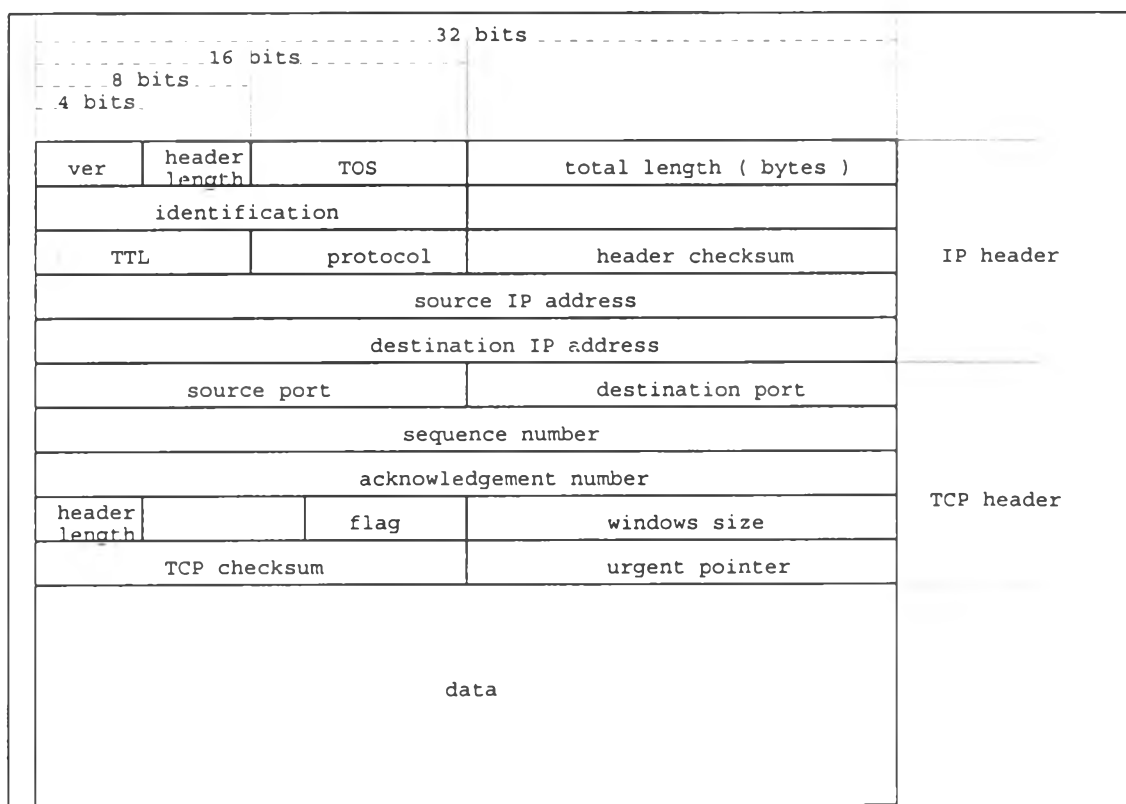 32 bits
16 bits
8 bits
4 bits
ver
header
length
TOS
total length ( bytes )
identification
TTL
protocol
header checksum
IP header
source IP address
destination IP address
source port
destination port
sequence number
acknowledgement number
header
length
flag
windows size
TCP header
TCP checksum
urgent pointer
data